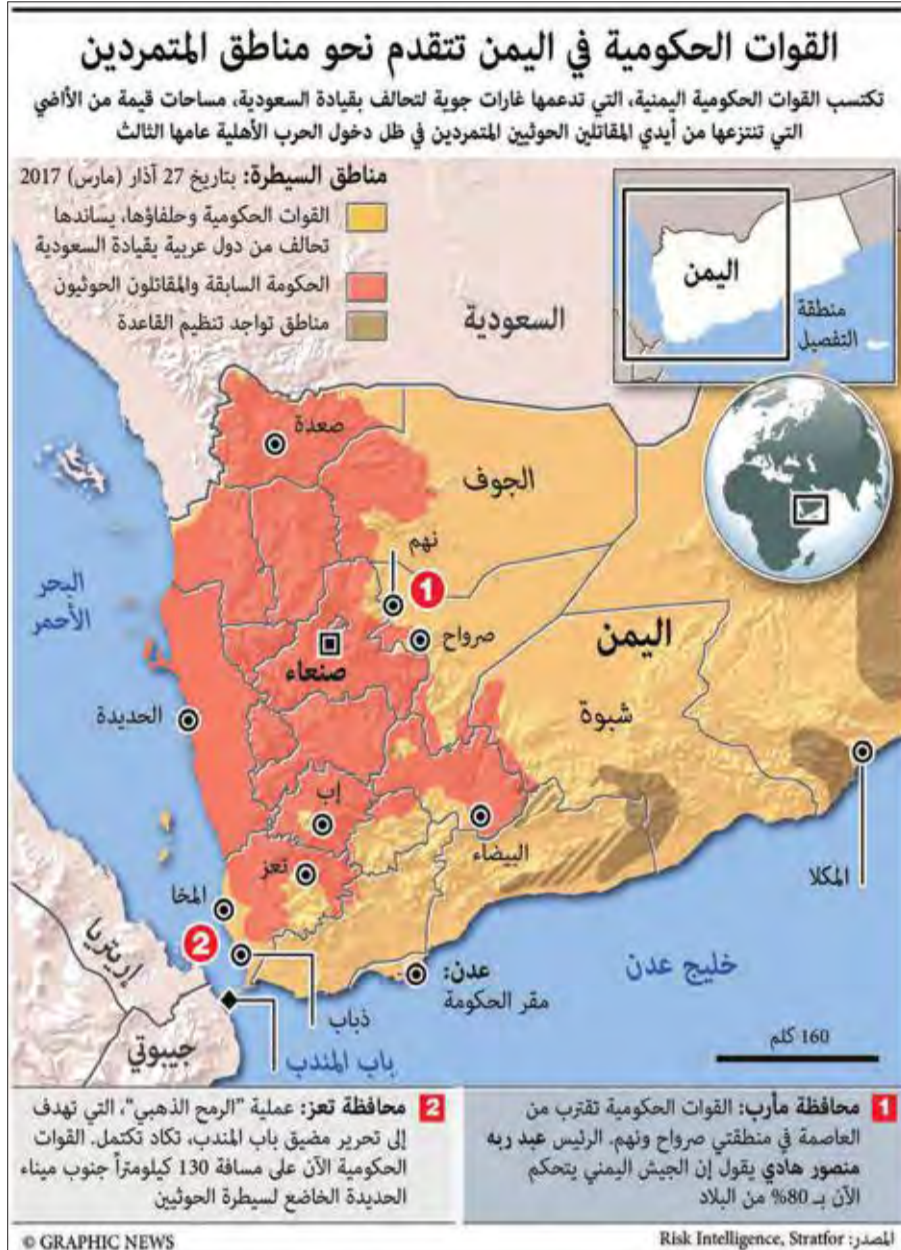 القوات الحكومية في اليمن تتقدم نحو مناطق المتمردين
تكتسب القوات الحكومية اليمنية، التي تدعمها غارات جوية لتحالف بقيادة السعودية، مساحات قيمة من الأاضي
التي تنتزعها من أيدي المقاتلين الحوثيين المتمردين في ظل دخول الحرب الأهلية عامها الثالث
مناطق السيطرة: بتاريخ 27 آذار (مارس) 2017
القوات الحكومية وحلفاؤها، يساندها
تحالف من دول عربية بقيادة السعودية
الحكومة السابقة والمقاتلون الحوثيون
مناطق تواجد تنظيم القاعدة
اليمن
منطقة
التفصيل
السعودية
صعدة
الجوف
نهم
1
البحر
الأحمر
صرواح
صنعاء
اليمن
شبوة
الحديدة
إب
البيضاء
تعز
المكلا
المخا
2
إريتريا
خليج عدن
عدن:
مقر الحكومة
ذباب
باب المندب
جيبوتي
160 كلم
1 محافظة مأرب: القوات الحكومية تقترب من
العاصمة في منطقتي صرواح ونهم. الرئيس عبد ربه
منصور هادي يقول إن الجيش اليمني يتحكم
الآن بـ 80% من البلاد
2 محافظة تعز: عملية "الرمح الذهبي"، التي تهدف
إلى تحرير مضيق باب المندب، تكاد تكتمل. القوات
الحكومية الآن على مسافة 130 كيلومتراً جنوب ميناء
الحديدة الخاضع لسيطرة الحوثيين
المصدر: Risk Intelligence, Stratfor
© GRAPHIC NEWS